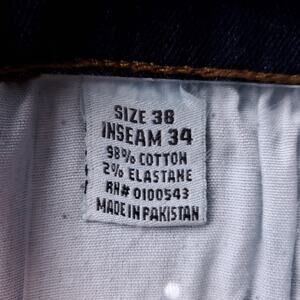 SIZE 38
INSEAM 34
98% COTTON
2% ELASTANE
RN# 0100543
MADE IN PAKISTAN